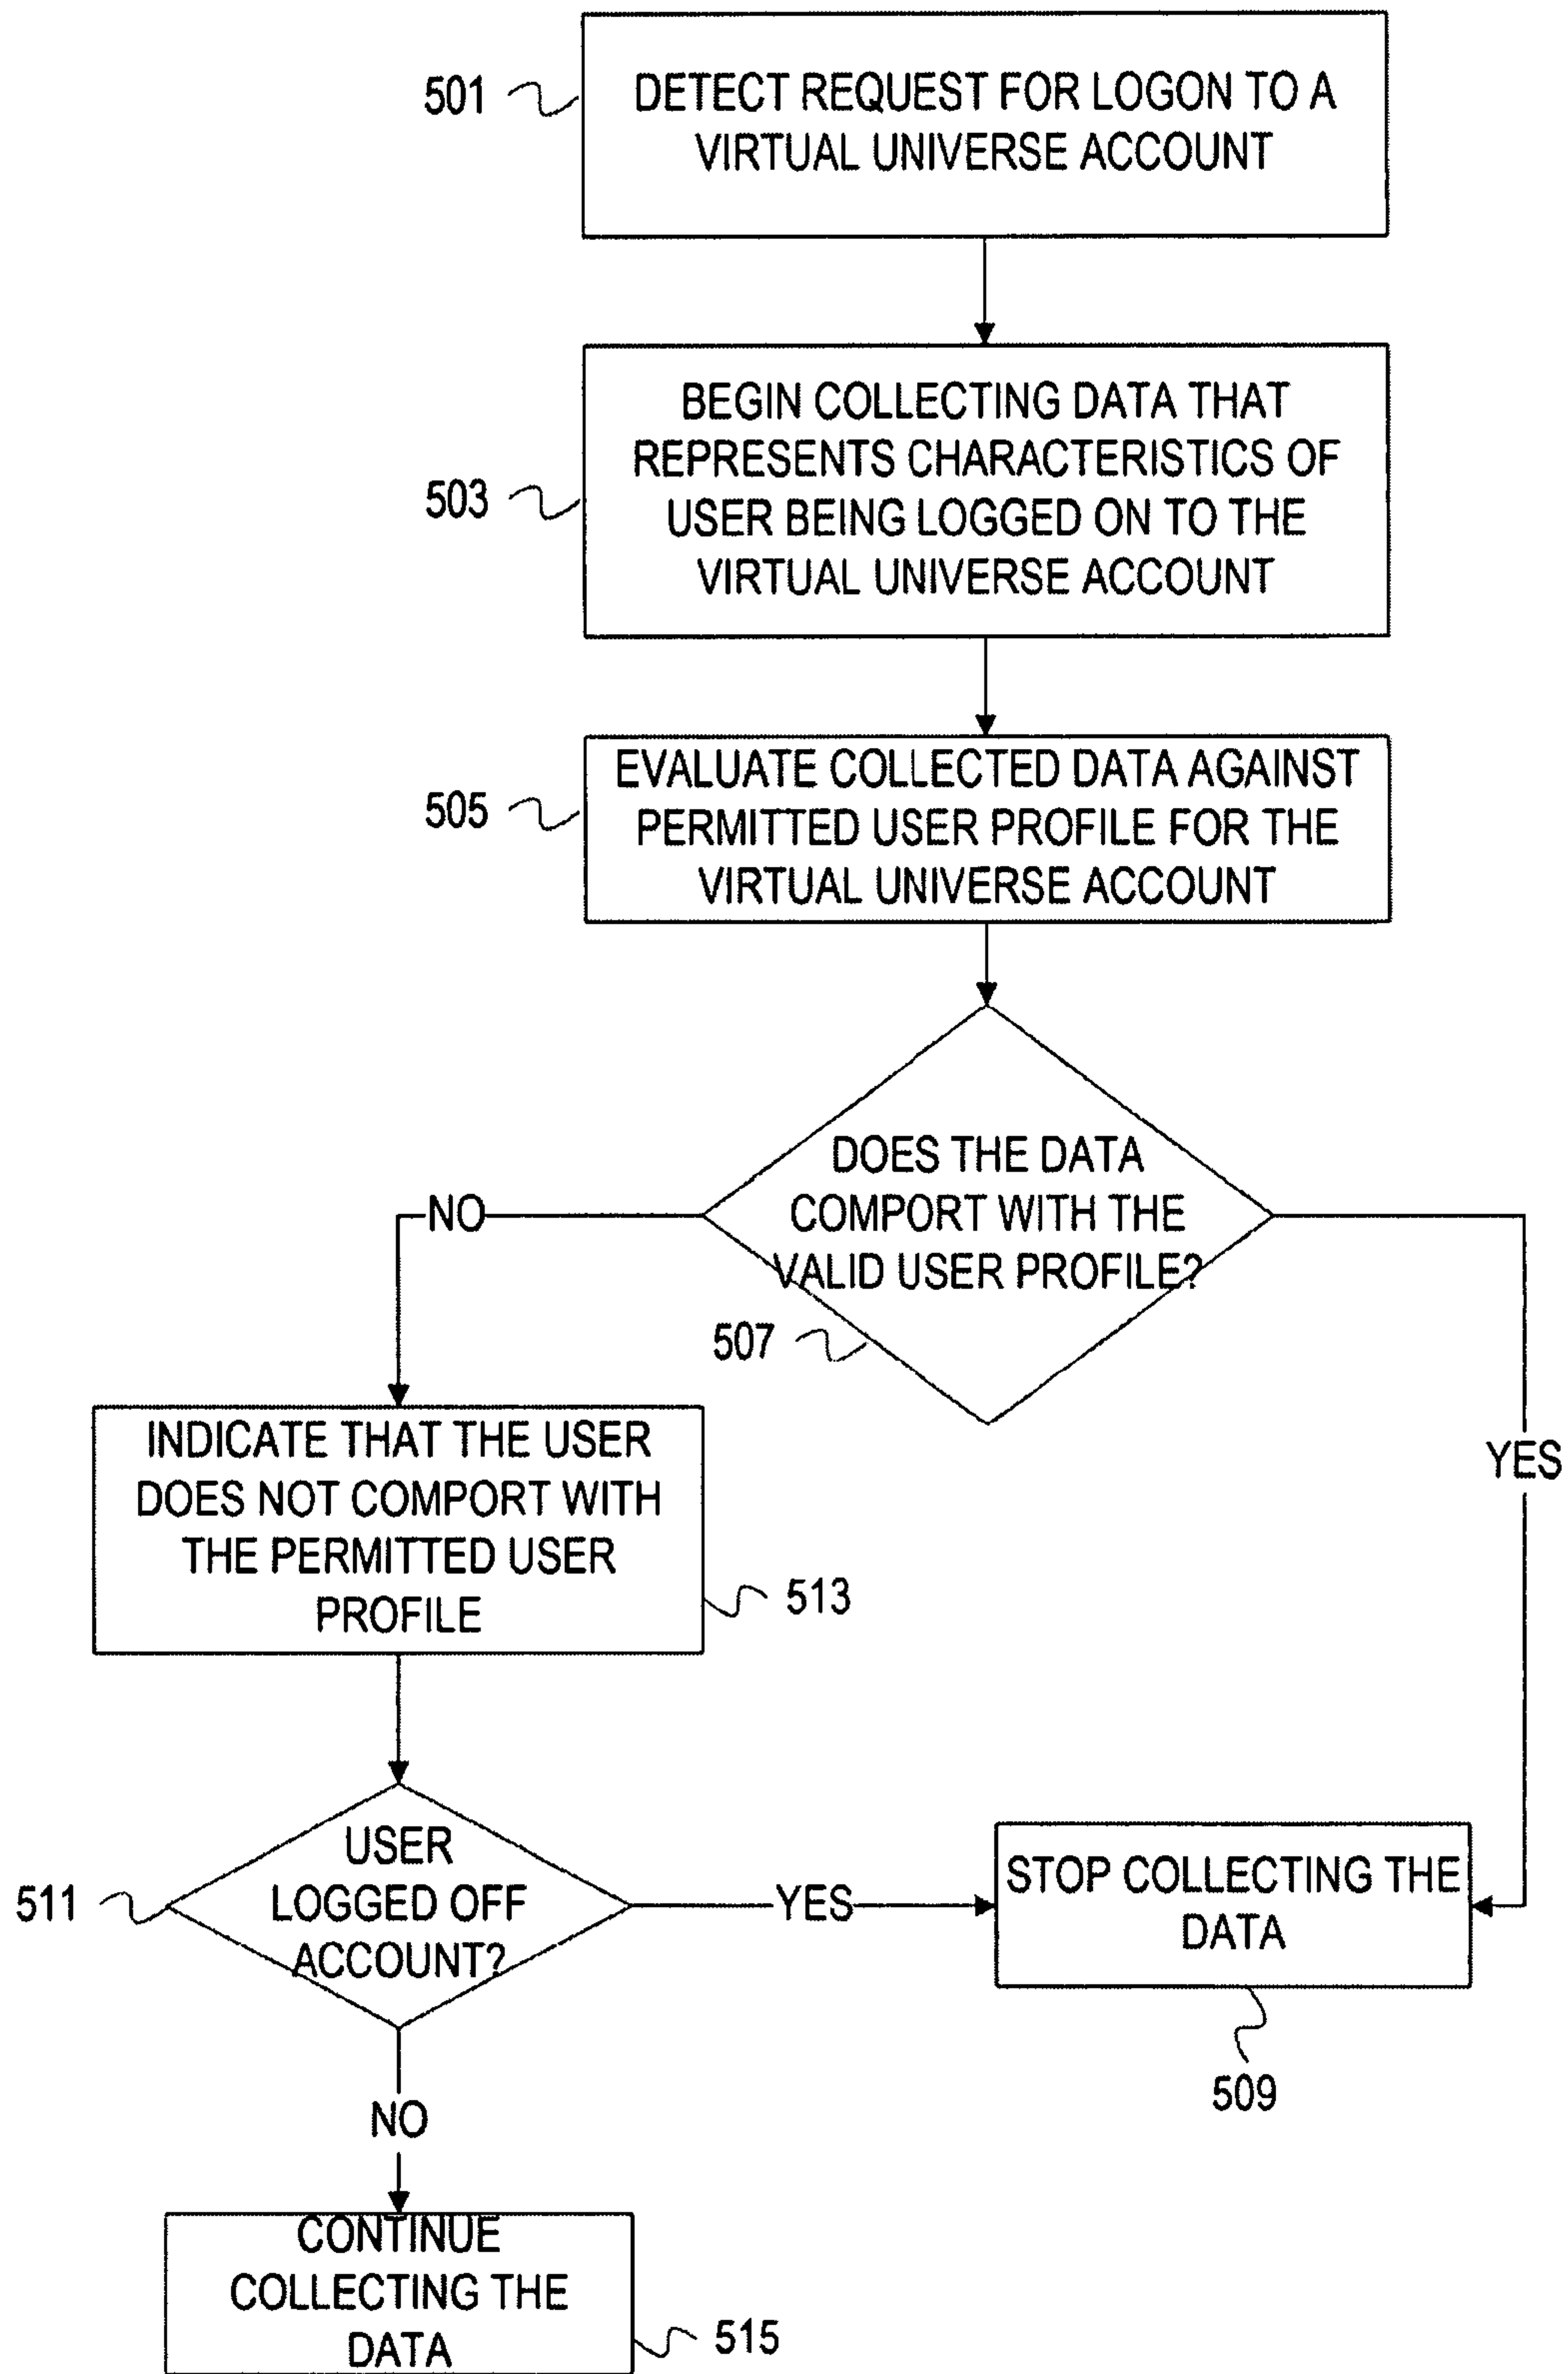 501
DETECT REQUEST FOR LOGON TO A
VIRTUAL UNIVERSE ACCOUNT
503
BEGIN COLLECTING DATA THAT
REPRESENTS CHARACTERISTICS OF
USER BEING LOGGED ON TO THE
VIRTUAL UNIVERSE ACCOUNT
505
EVALUATE COLLECTED DATA AGAINST
PERMITTED USER PROFILE FOR THE
VIRTUAL UNIVERSE ACCOUNT
DOES THE DATA
COMPORT WITH THE
VALID USER PROFILE?
507
NO
YES
INDICATE THAT THE USER
DOES NOT COMPORT WITH
THE PERMITTED USER
PROFILE
513
USER
LOGGED OFF
ACCOUNT?
511
YES
STOP COLLECTING THE
DATA
509
NO
CONTINUE
COLLECTING THE
DATA
515